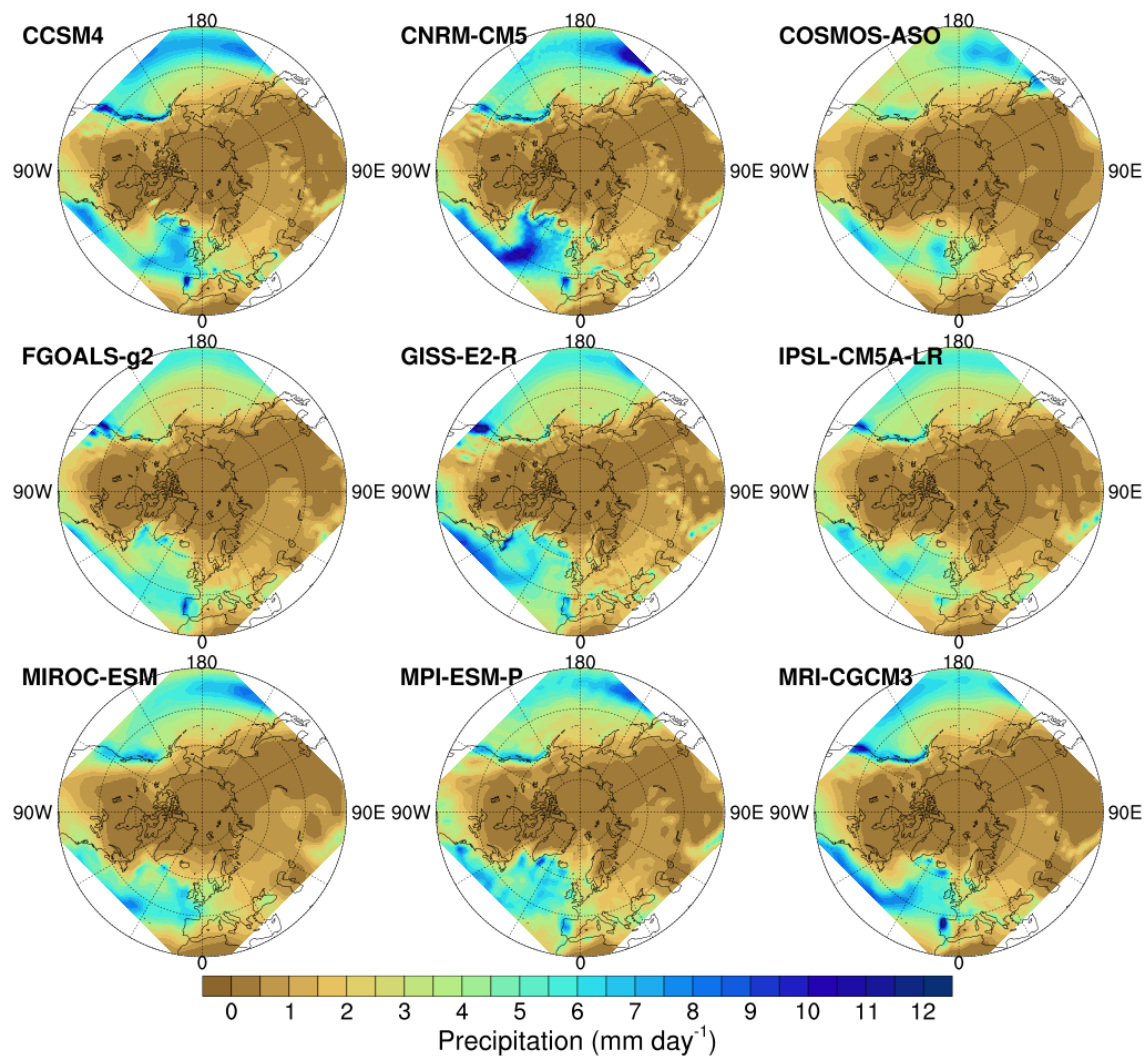 180 180 180
CCSM4 CNRM-CM5 COSMOS-ASO
90W 90E 90W 90E 90W 90E
0 0 0
180 180 180
FGOALS-g2 GISS-E2-R IPSL-CM5A-LR
90W 90E 90W 90E 90W 90E
0 0 0
180 180 180
MIROC-ESM MPI-ESM-P MRI-CGCM3
90W 90E 90W 90E 90W 90E
0 0 0
0 1 2 3 4 5 6 7 8 9 10 11 12
Precipitation (mm day⁻¹)